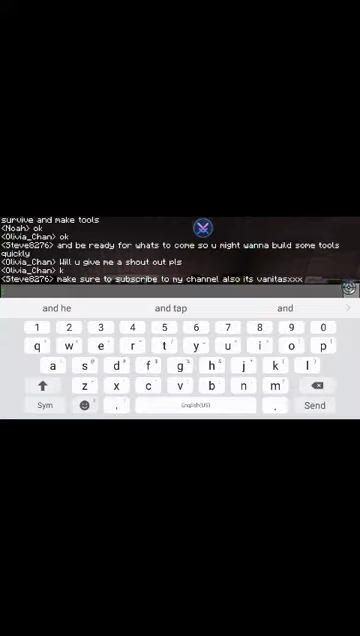 survive and make tools
<Noah> ok
<Olivia_Chan> ok
<Steve8276> and be ready for whats to come so u might wanna build some tools
quickly
<Olivia_Chan> Will u give me a shout out pls
<Olivia_Chan> k
<Steve8276> make sure to subscribe to my channel also its vanitasxxx
and he and tap and
1 2 3 4 5 6 7 8 9 0
q w e r t y u i o p
a s d f g h j k l
z x c v b n m
Sym , English(US) . Send